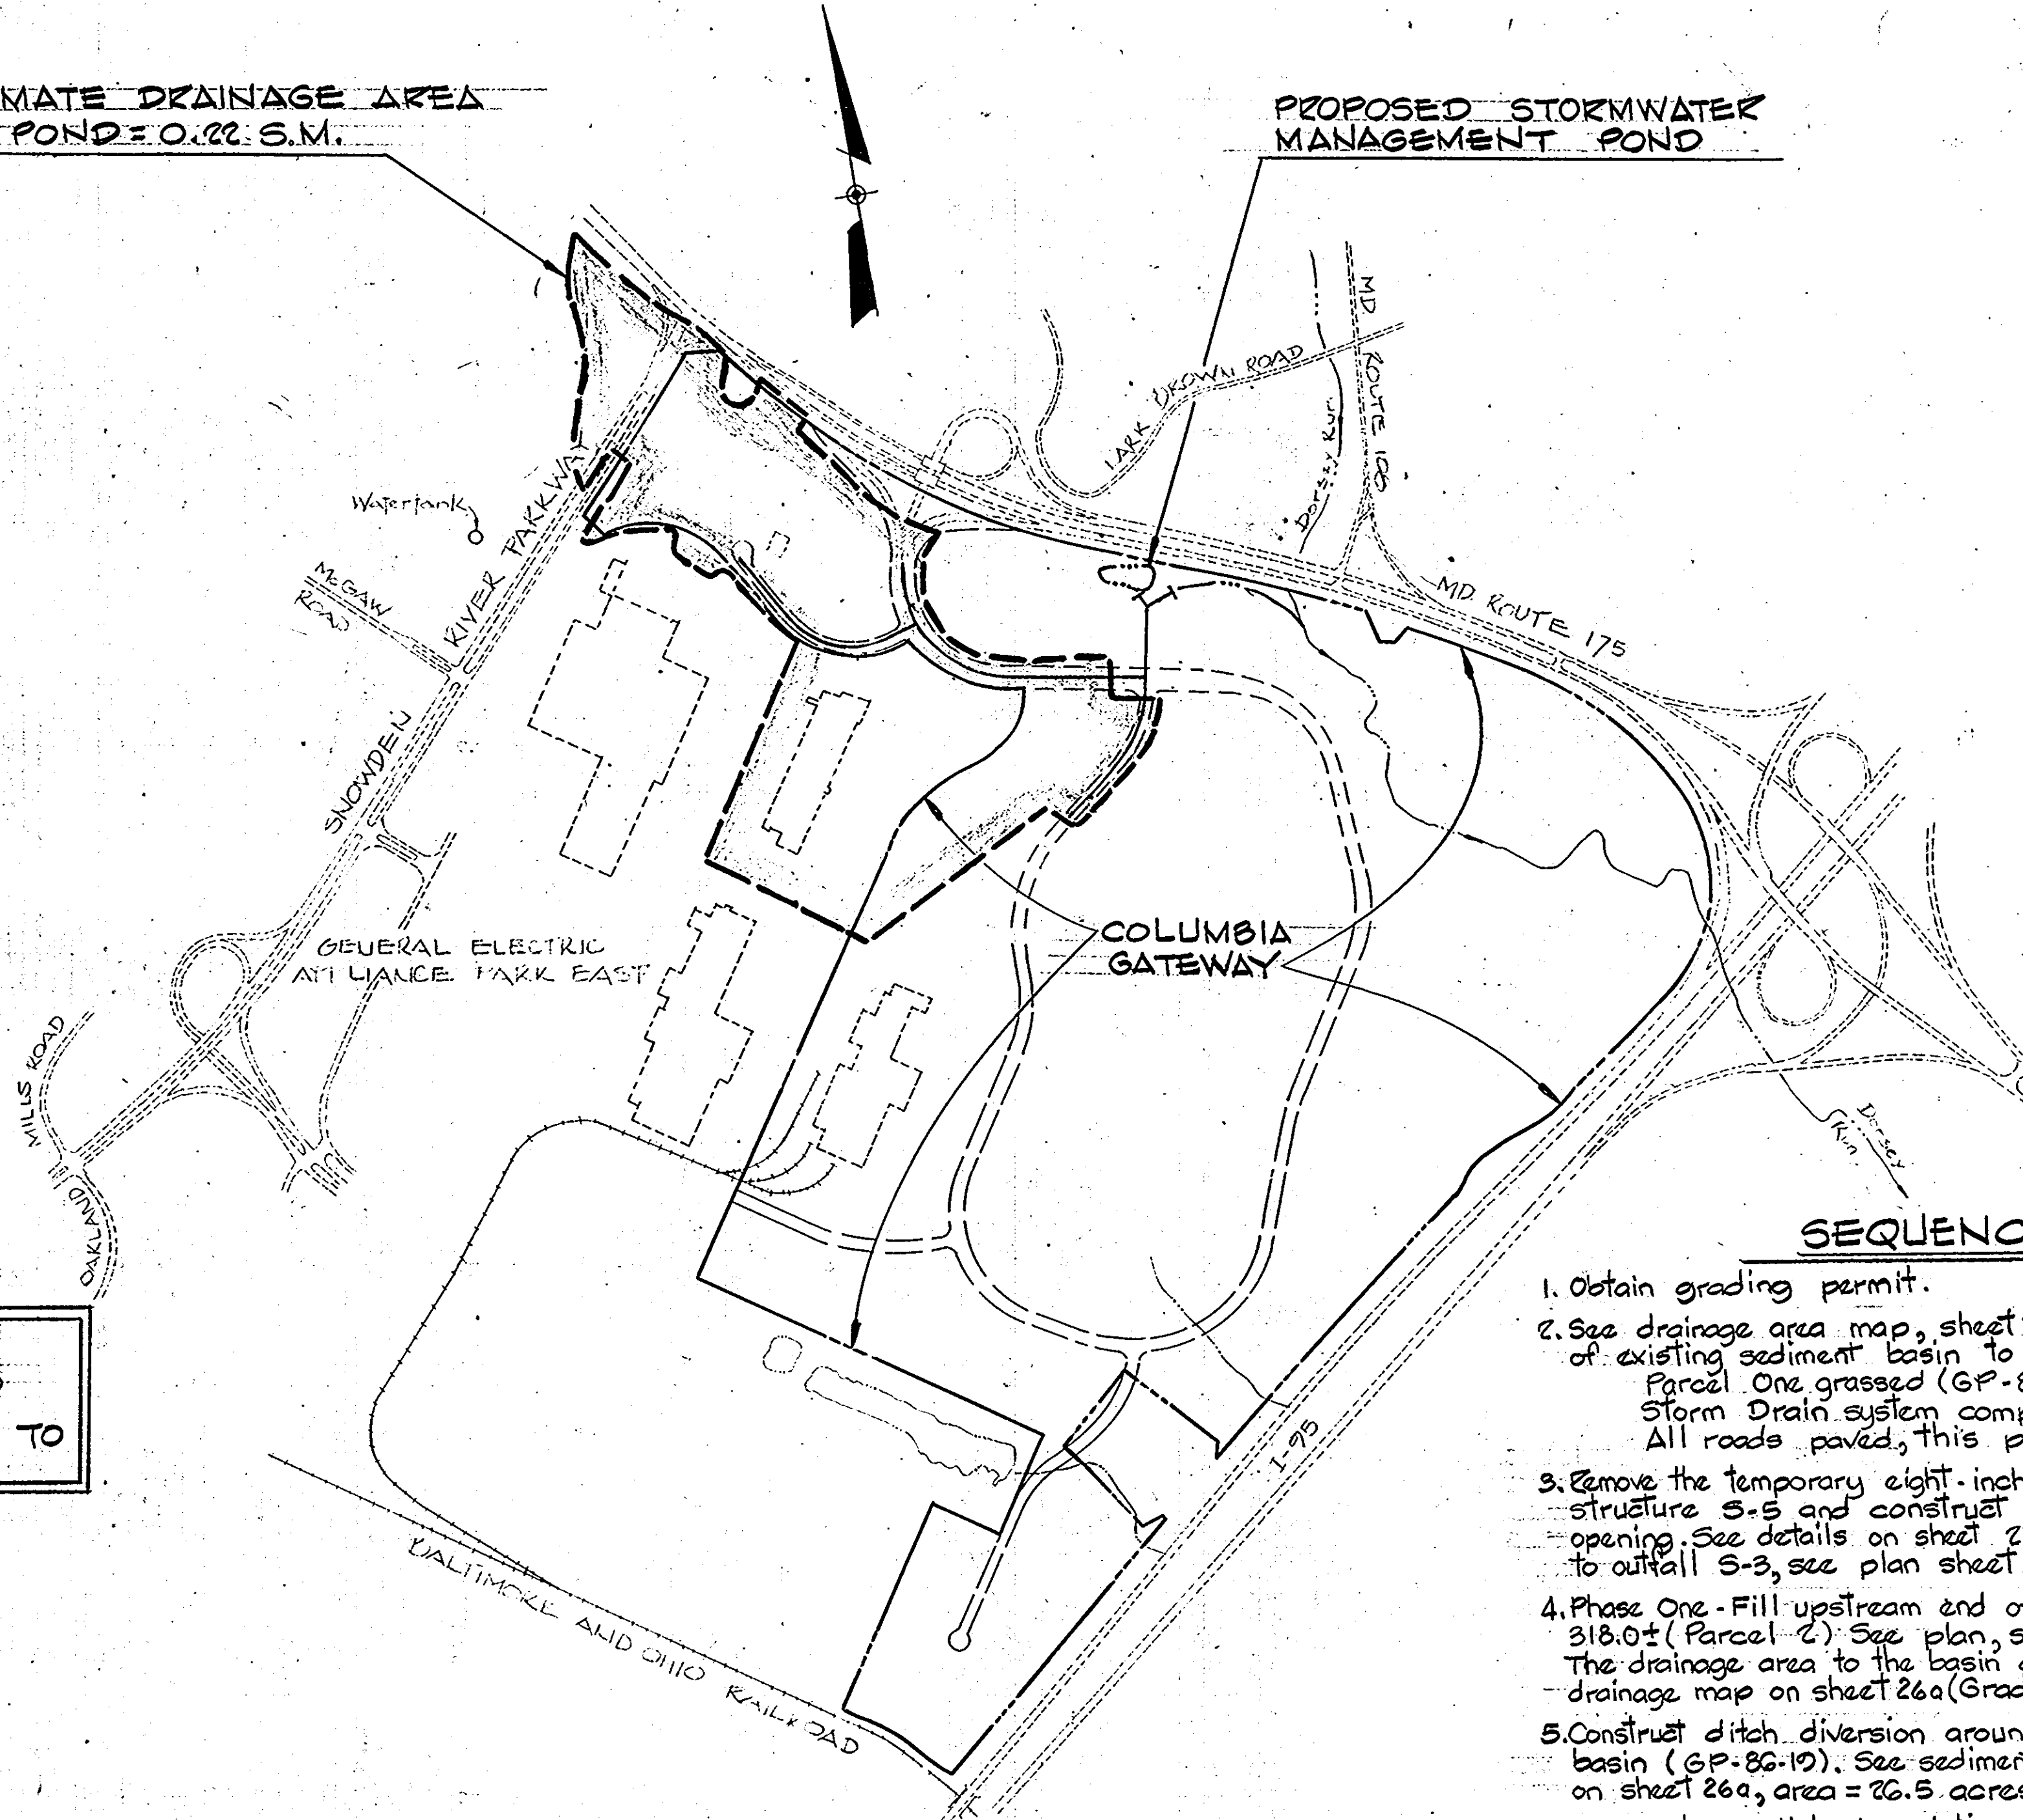 MATE DRAINAGE AREA
POND = 0.22 S.M.
PROPOSED STORMWATER
MANAGEMENT POND
MD ROUTE 108
LARK BROWN ROAD
Dorsey Run
Watertank
McGAW
ROAD
SNOWDEN RIVER PARKWAY
MD. ROUTE 175
GENERAL ELECTRIC
APPLIANCE PARK EAST
COLUMBIA
GATEWAY
OAKLAND MILLS ROAD
Dorsey
Run
I-95
TO
BALTIMORE AND OHIO RAILROAD
SEQUENC
1. Obtain grading permit.
2. See drainage area map, sheet
of existing sediment basin to
Parcel One grassed (GP-8
Storm Drain system comp
All roads paved, this p
3. Remove the temporary eight-inch
structure S-5 and construct
opening. See details on sheet 2
to outfall S-3, see plan sheet
4. Phase One - Fill upstream end o
318.0± (Parcel 2) See plan, s
The drainage area to the basin
drainage map on sheet 26a (Grad
5. Construct ditch diversion aroun
basin (GP-86-19). See sedimen
on sheet 26a, area = 26.5 acres